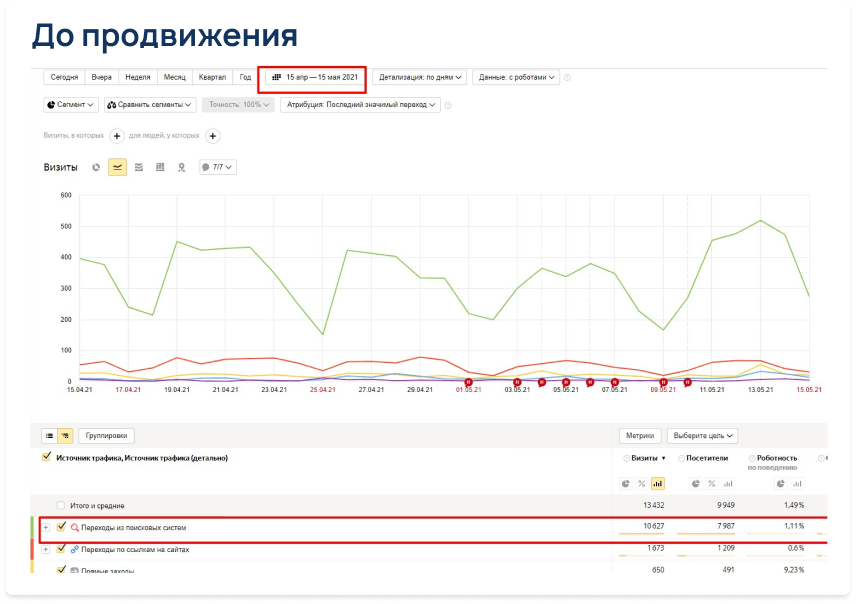 До продвижения
Сегодня Вчера Неделя Месяц Квартал Год 15 апр — 15 мая 2021 Детализация: по дням Данные: с роботами
Сегмент Сравнить сегменты Точность: 100% Атрибуция: Последний значимый переход
Визиты, в которых + для людей, у которых +
Визиты 7/7
600
500
400
300
200
100
0
15.04.21 17.04.21 19.04.21 21.04.21 23.04.21 25.04.21 27.04.21 29.04.21 01.05.21 03.05.21 05.05.21 07.05.21 09.05.21 11.05.21 13.05.21 15.05.21
Группировки Метрики Выберите цель
Источник трафика, Источник трафика (детально) Визиты Посетители Роботность
по поведению
% %
Итого и средние 13 432 9 949 1,49 %
Переходы из поисковых систем 10 627 7 987 1,11 %
Переходы по ссылкам на сайтах 1 673 1 209 0,6 %
Прямые заходы 650 491 9,23 %